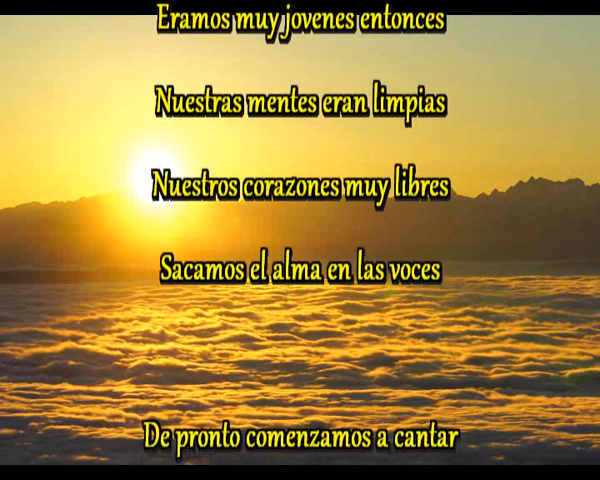 Eramos muy jovenes entonces
Nuestras mentes eran limpias
Nuestros corazones muy libres
Sacamos el alma en las voces
De pronto comenzamos a cantar